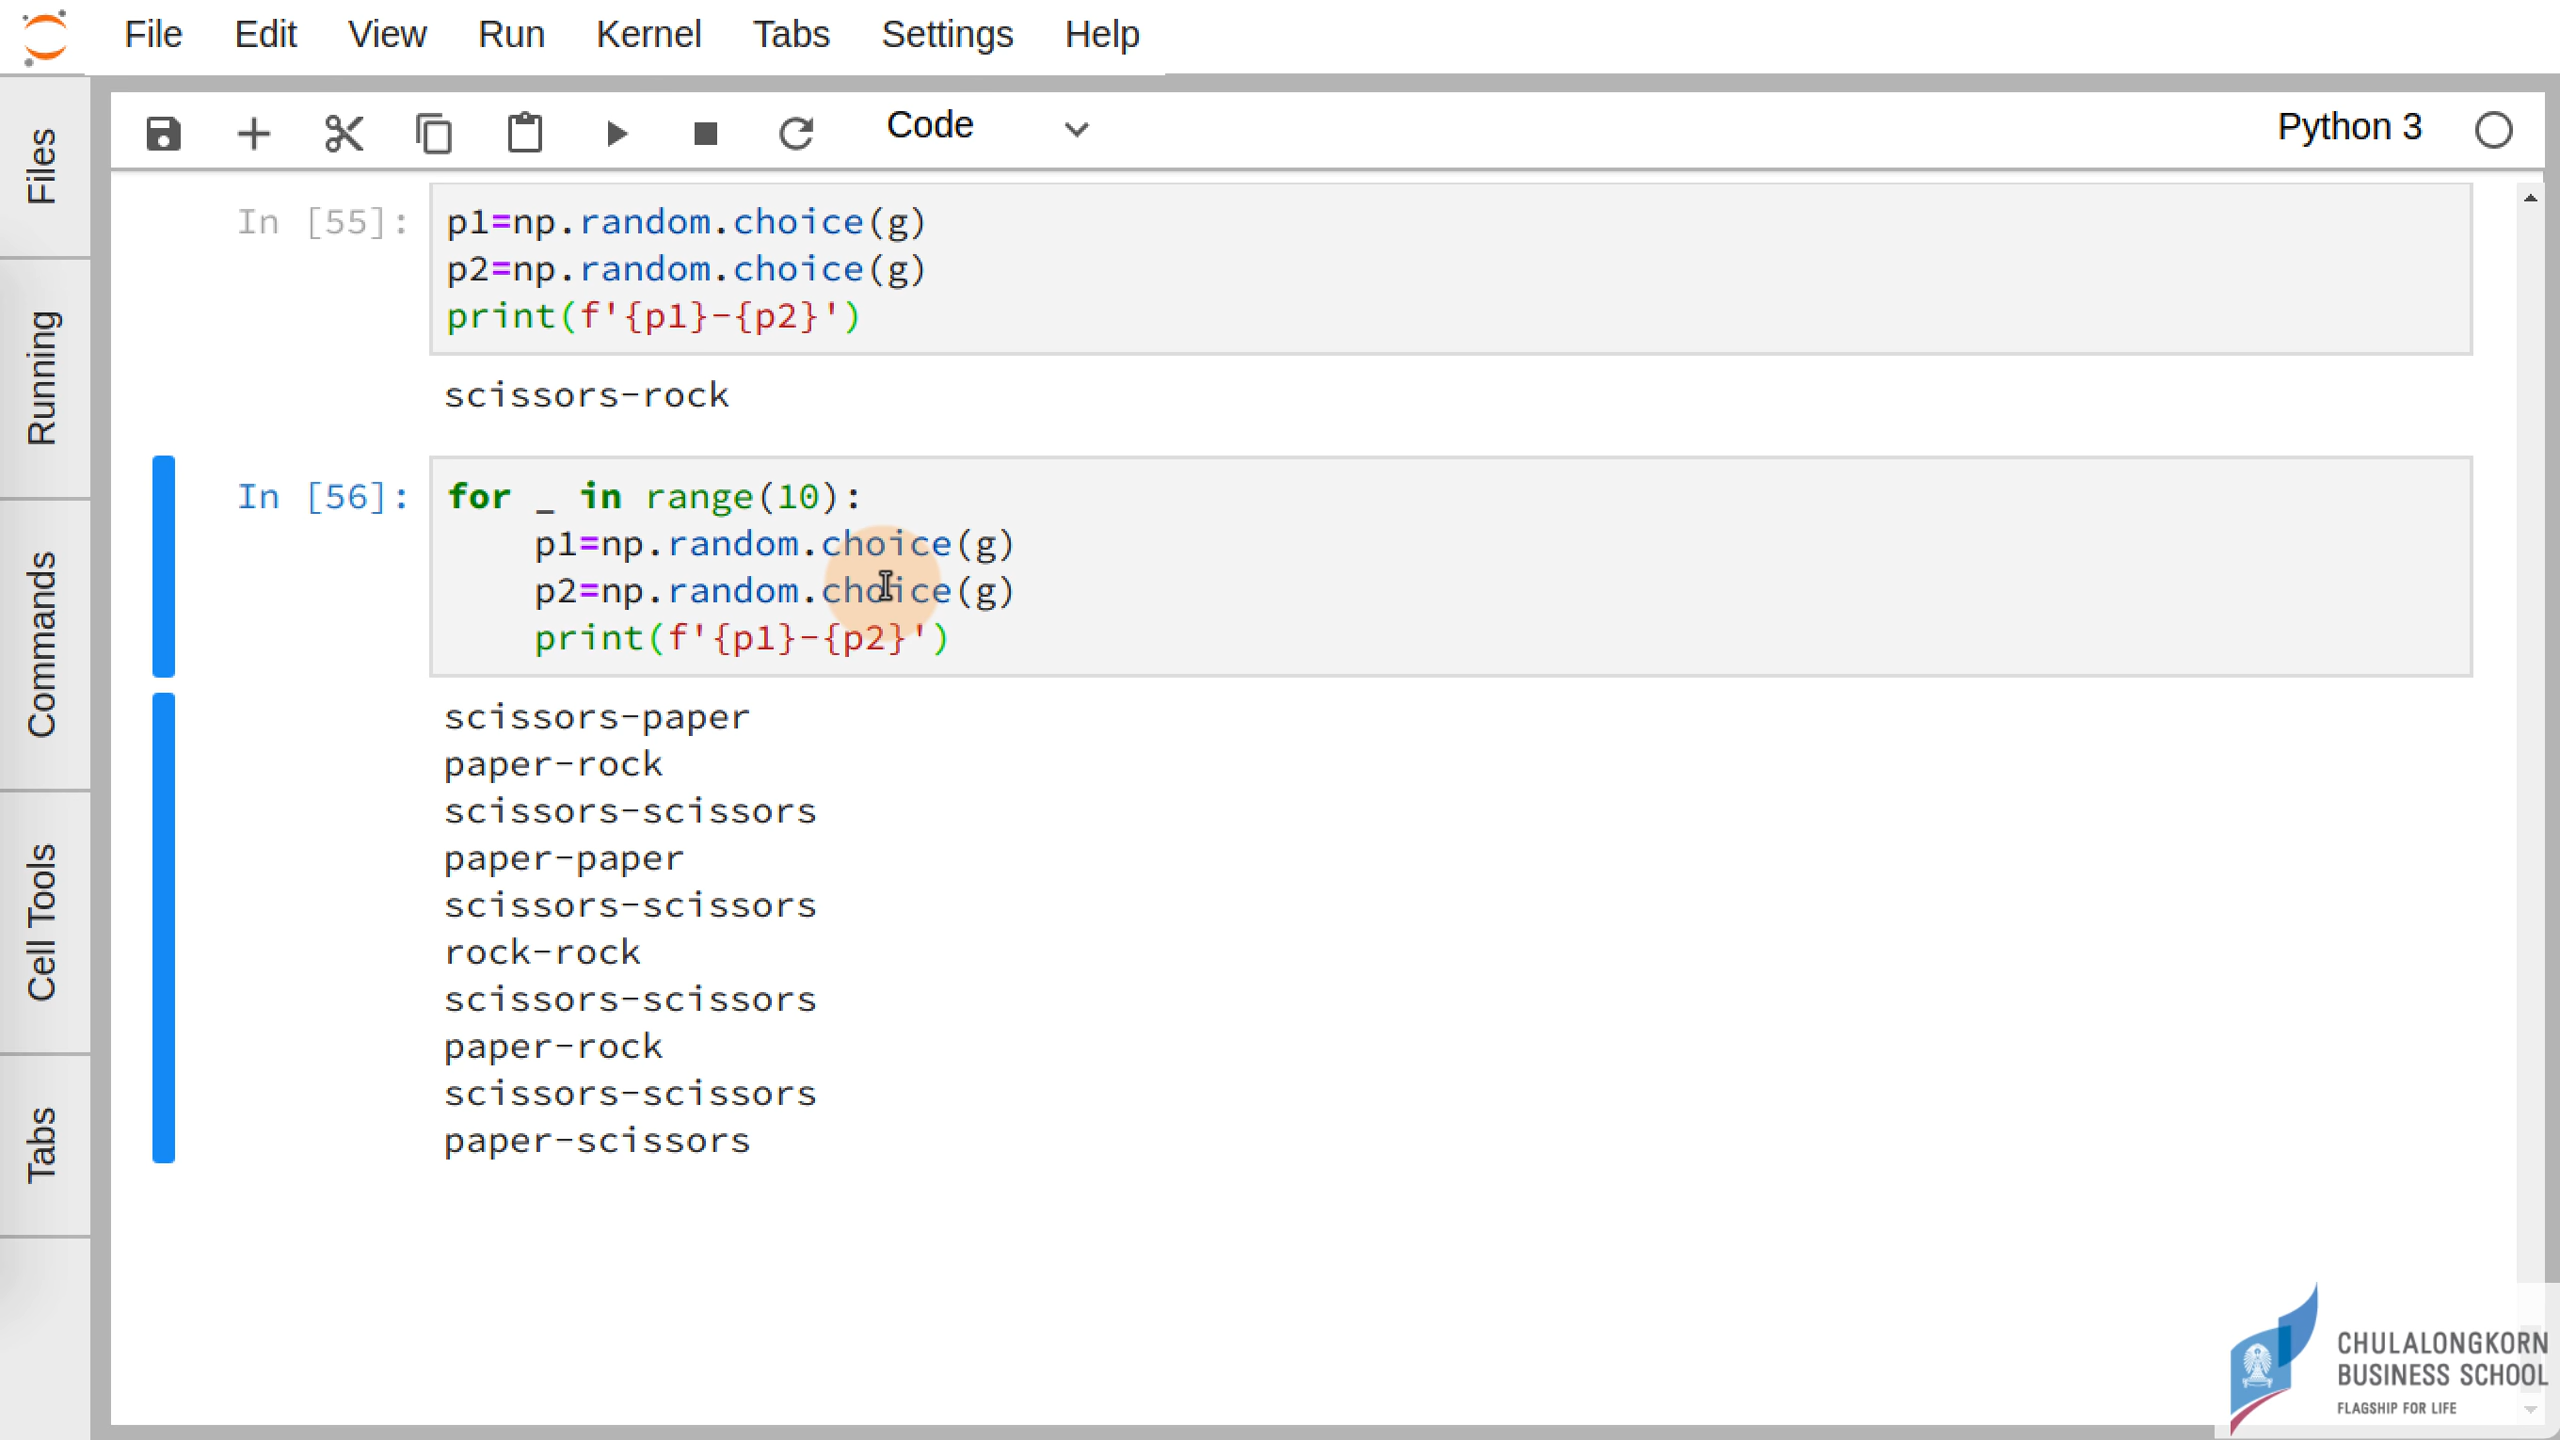 File Edit View Run Kernel Tabs Settings Help
Code Python 3
Files
Running
Commands
Cell Tools
Tabs
In [55]:
p1=np.random.choice(g)
p2=np.random.choice(g)
print(f'{p1}-{p2}')
scissors-rock
In [56]:
for _ in range(10):
    p1=np.random.choice(g)
    p2=np.random.choice(g)
    print(f'{p1}-{p2}')
scissors-paper
paper-rock
scissors-scissors
paper-paper
scissors-scissors
rock-rock
scissors-scissors
paper-rock
scissors-scissors
paper-scissors
CHULALONGKORN
BUSINESS SCHOOL
FLAGSHIP FOR LIFE